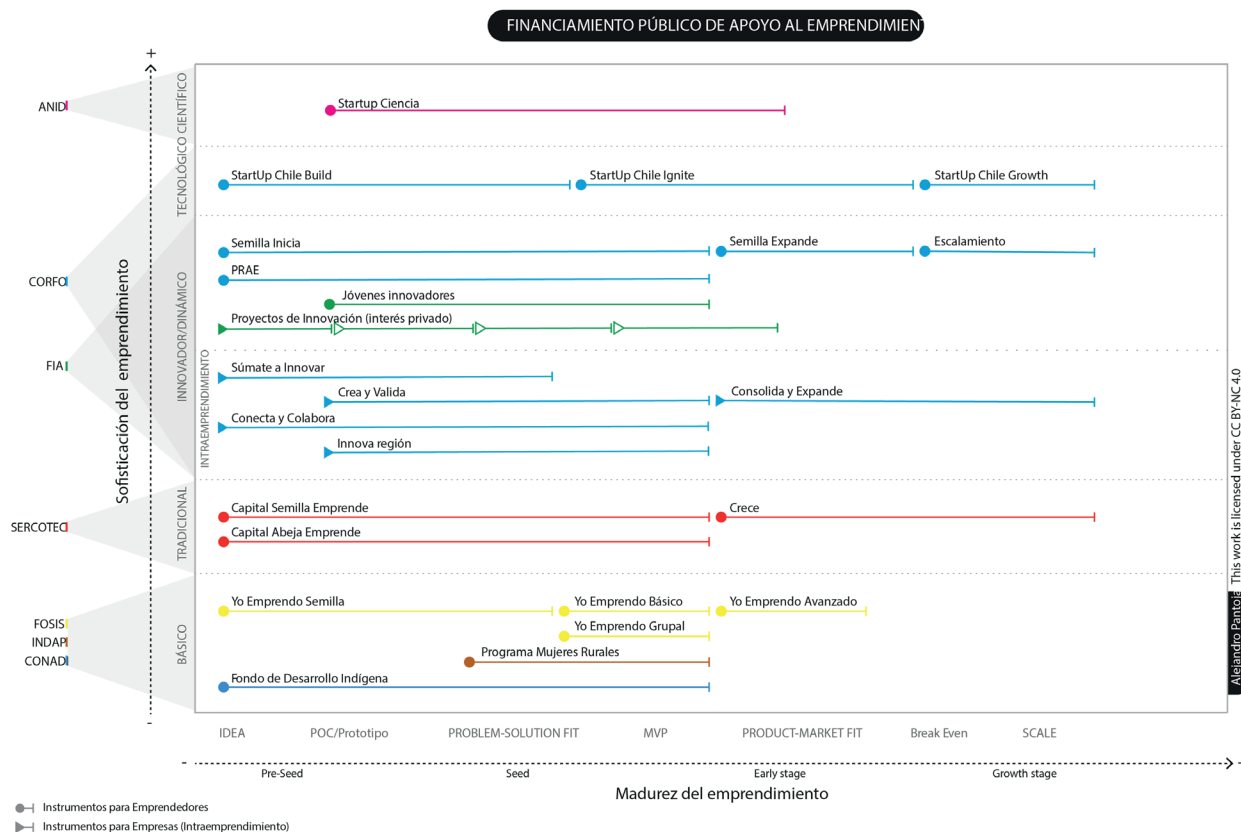 FINANCIAMIENTO PÚBLICO DE APOYO AL EMPRENDIMIENT
+
ANID
TECNOLÓGICO CIENTÍFICO
Startup Ciencia
StartUp Chile Build
StartUp Chile Ignite
StartUp Chile Growth
Sofisticación del emprendimiento
CORFO
FIA
INNOVADOR/DINÁMICO
Semilla Inicia
Semilla Expande
Escalamiento
PRAE
Jóvenes innovadores
Proyectos de Innovación (interés privado)
INTRAEMPRENDIMIENTO
Súmate a Innovar
Crea y Valida
Consolida y Expande
Conecta y Colabora
Innova región
SERCOTEC
TRADICIONAL
Capital Semilla Emprende
Crece
Capital Abeja Emprende
FOSIS
INDAP
CONAD
BÁSICO
Yo Emprendo Semilla
Yo Emprendo Básico
Yo Emprendo Avanzado
Yo Emprendo Grupal
Programa Mujeres Rurales
Fondo de Desarrollo Indígena
-
IDEA
POC/Prototipo
PROBLEM-SOLUTION FIT
MVP
PRODUCT-MARKET FIT
Break Even
SCALE
-
Pre-Seed
Seed
Early stage
Growth stage
Madurez del emprendimiento
Instrumentos para Emprendedores
Instrumentos para Empresas (Intraemprendimiento)
Alejandro Pantoja This work is licensed under CC BY-NC 4.0